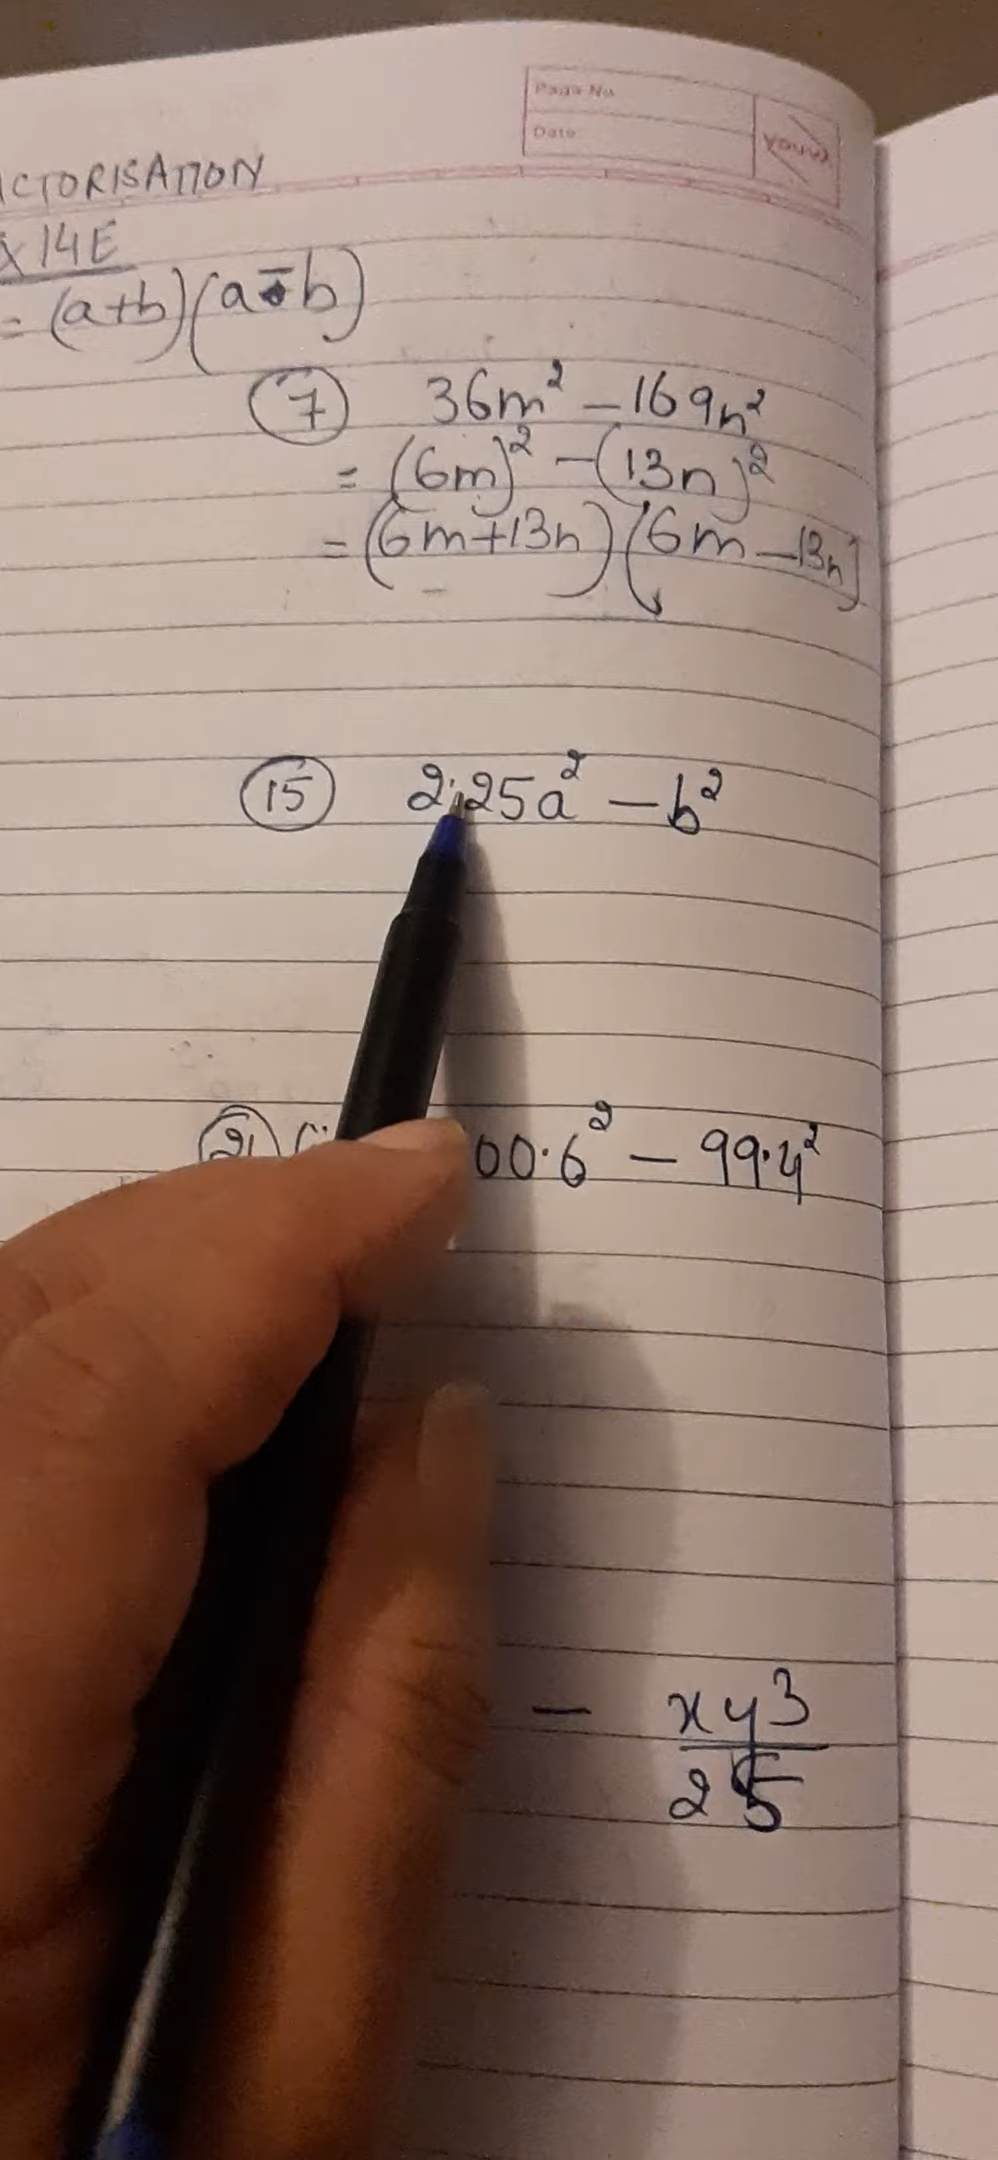 Page No.
Date
ACTORISATION
x 14E
= (a+b)(a-b)
7 36m² - 169n²
= (6m)² - (13n)²
= (6m+13n)(6m-13n)
15 2.25a² - b²
00.6² - 99.4²
- xy3
25